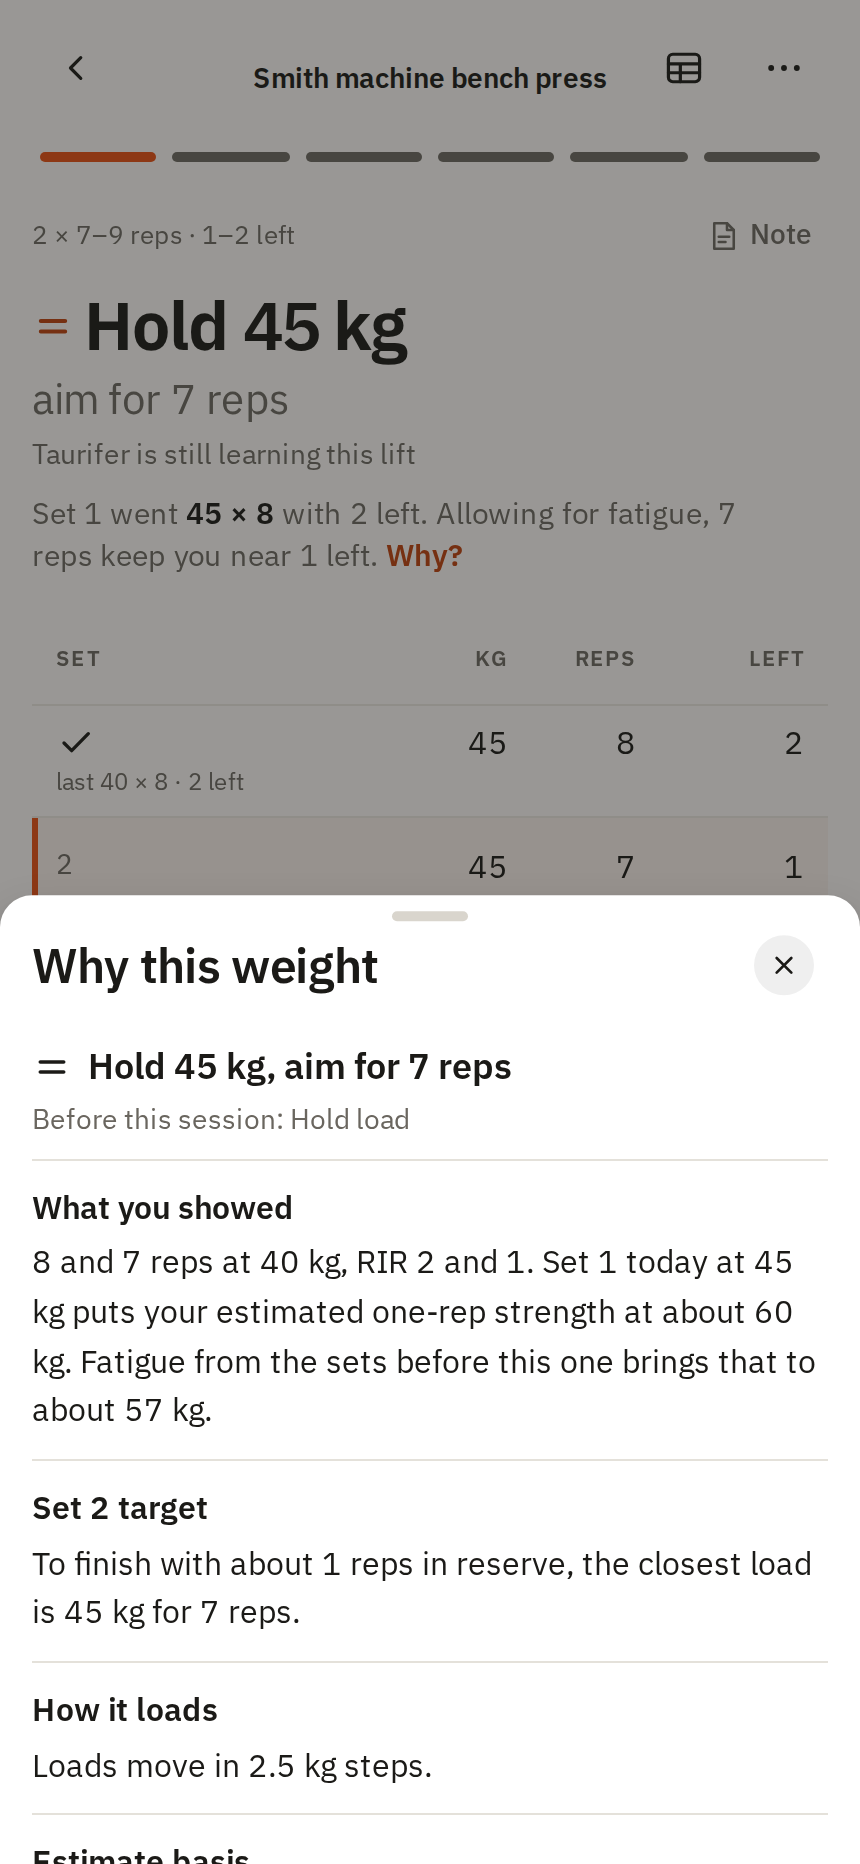 Smith machine bench press
2 × 7–9 reps · 1–2 left
Note
= Hold 45 kg
aim for 7 reps
Taurifer is still learning this lift
Set 1 went 45 × 8 with 2 left. Allowing for fatigue, 7
reps keep you near 1 left. Why?
SET KG REPS LEFT
45 8 2
last 40 × 8 · 2 left
2 45 7 1
Why this weight
= Hold 45 kg, aim for 7 reps
Before this session: Hold load
What you showed
8 and 7 reps at 40 kg, RIR 2 and 1. Set 1 today at 45
kg puts your estimated one-rep strength at about 60
kg. Fatigue from the sets before this one brings that to
about 57 kg.
Set 2 target
To finish with about 1 reps in reserve, the closest load
is 45 kg for 7 reps.
How it loads
Loads move in 2.5 kg steps.
Estimate basis